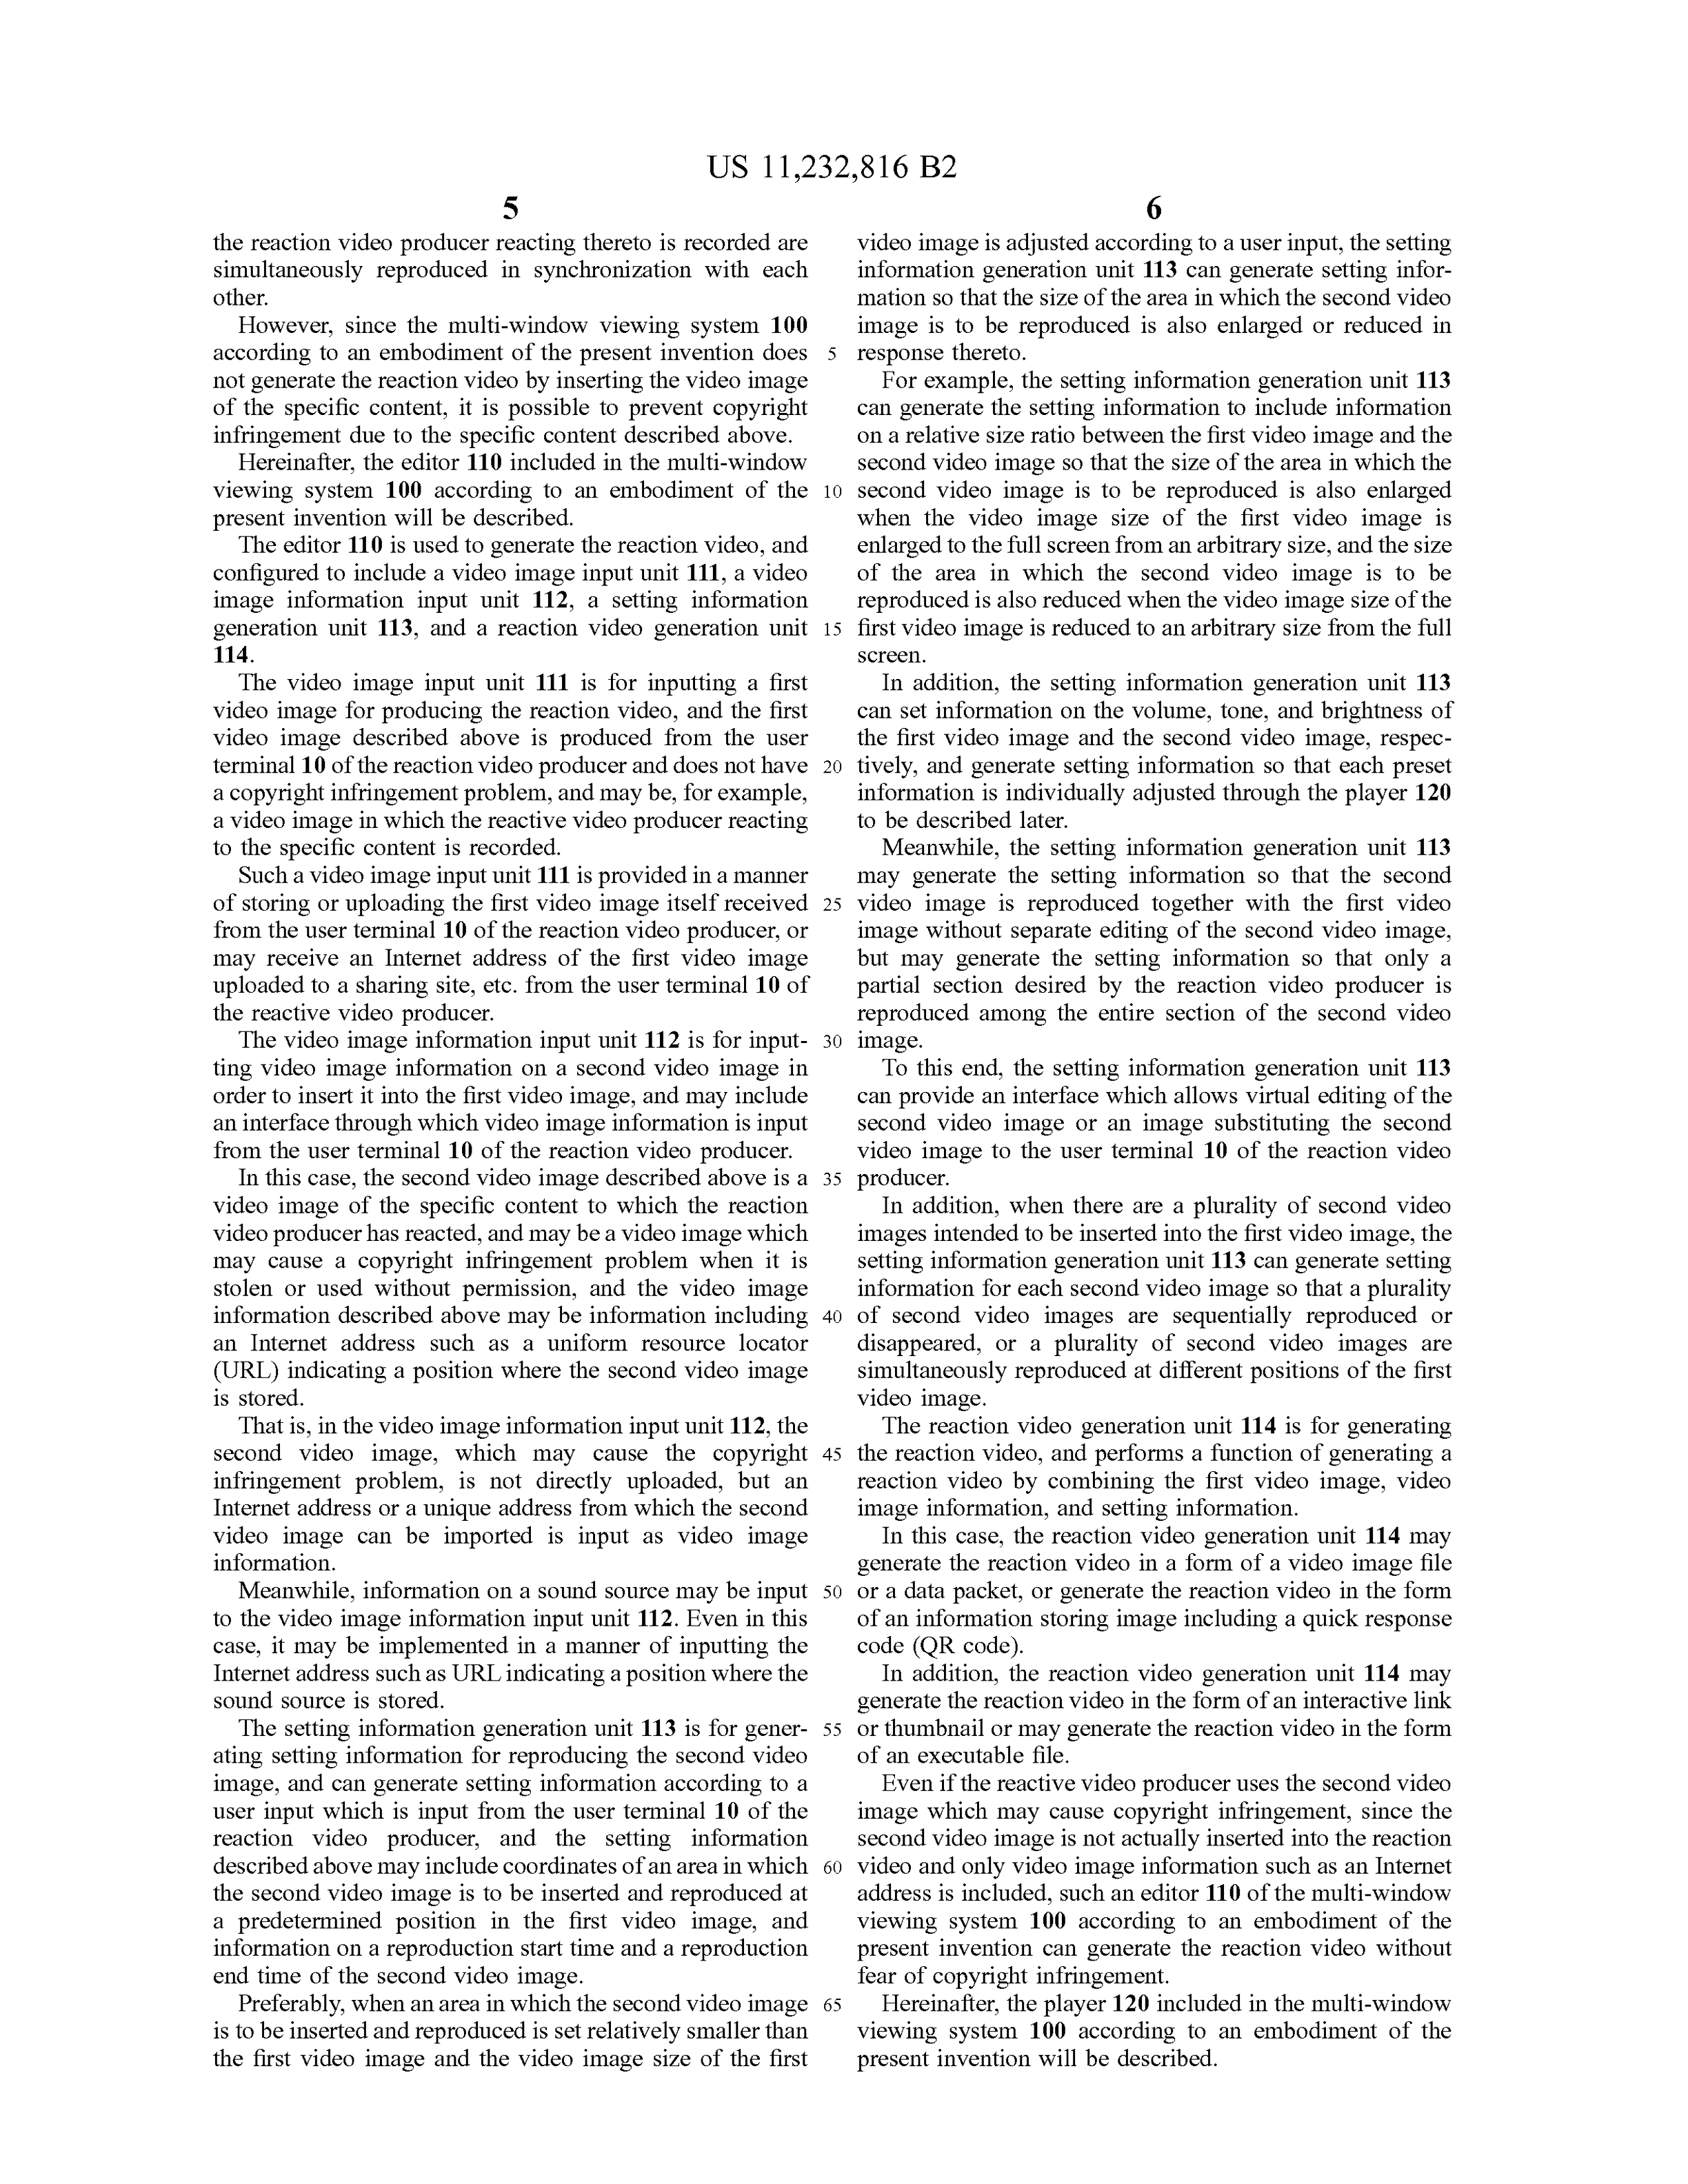 US 11,232,816 B2
5
the reaction video producer reacting thereto is recorded are
simultaneously reproduced in synchronization with each
other.
However, since the multi-window viewing system 100
according to an embodiment of the present invention does
not generate the reaction video by inserting the video image
of the specific content, it is possible to prevent copyright
infringement due to the specific content described above.
Hereinafter, the editor 110 included in the multi-window
viewing system 100 according to an embodiment of the
present invention will be described.
The editor 110 is used to generate the reaction video, and
configured to include a video image input unit 111, a video
image information input unit 112, a setting information
generation unit 113, and a reaction video generation unit
114.
The video image input unit 111 is for inputting a first
video image for producing the reaction video, and the first
video image described above is produced from the user
terminal 10 of the reaction video producer and does not have
a copyright infringement problem, and may be, for example,
a video image in which the reactive video producer reacting
to the specific content is recorded.
Such a video image input unit 111 is provided in a manner
of storing or uploading the first video image itself received
from the user terminal 10 of the reaction video producer, or
may receive an Internet address of the first video image
uploaded to a sharing site, etc. from the user terminal 10 of
the reactive video producer.
The video image information input unit 112 is for input-
ting video image information on a second video image in
order to insert it into the first video image, and may include
an interface through which video image information is input
from the user terminal 10 of the reaction video producer.
In this case, the second video image described above is a
video image of the specific content to which the reaction
video producer has reacted, and may be a video image which
may cause a copyright infringement problem when it is
stolen or used without permission, and the video image
information described above may be information including
an Internet address such as a uniform resource locator
(URL) indicating a position where the second video image
is stored.
That is, in the video image information input unit 112, the
second video image, which may cause the copyright
infringement problem, is not directly uploaded, but an
Internet address or a unique address from which the second
video image can be imported is input as video image
information.
Meanwhile, information on a sound source may be input
to the video image information input unit 112. Even in this
case, it may be implemented in a manner of inputting the
Internet address such as URL indicating a position where the
sound source is stored.
The setting information generation unit 113 is for gener-
ating setting information for reproducing the second video
image, and can generate setting information according to a
user input which is input from the user terminal 10 of the
reaction video producer, and the setting information
described above may include coordinates of an area in which
the second video image is to be inserted and reproduced at
a predetermined position in the first video image, and
information on a reproduction start time and a reproduction
end time of the second video image.
Preferably, when an area in which the second video image
is to be inserted and reproduced is set relatively smaller than
the first video image and the video image size of the first
5
10
15
20
25
30
35
40
45
50
55
60
65
6
video image is adjusted according to a user input, the setting
information generation unit 113 can generate setting infor-
mation so that the size of the area in which the second video
image is to be reproduced is also enlarged or reduced in
response thereto.
For example, the setting information generation unit 113
can generate the setting information to include information
on a relative size ratio between the first video image and the
second video image so that the size of the area in which the
second video image is to be reproduced is also enlarged
when the video image size of the first video image is
enlarged to the full screen from an arbitrary size, and the size
of the area in which the second video image is to be
reproduced is also reduced when the video image size of the
first video image is reduced to an arbitrary size from the full
screen.
In addition, the setting information generation unit 113
can set information on the volume, tone, and brightness of
the first video image and the second video image, respec-
tively, and generate setting information so that each preset
information is individually adjusted through the player 120
to be described later.
Meanwhile, the setting information generation unit 113
may generate the setting information so that the second
video image is reproduced together with the first video
image without separate editing of the second video image,
but may generate the setting information so that only a
partial section desired by the reaction video producer is
reproduced among the entire section of the second video
image.
To this end, the setting information generation unit 113
can provide an interface which allows virtual editing of the
second video image or an image substituting the second
video image to the user terminal 10 of the reaction video
producer.
In addition, when there are a plurality of second video
images intended to be inserted into the first video image, the
setting information generation unit 113 can generate setting
information for each second video image so that a plurality
of second video images are sequentially reproduced or
disappeared, or a plurality of second video images are
simultaneously reproduced at different positions of the first
video image.
The reaction video generation unit 114 is for generating
the reaction video, and performs a function of generating a
reaction video by combining the first video image, video
image information, and setting information.
In this case, the reaction video generation unit 114 may
generate the reaction video in a form of a video image file
or a data packet, or generate the reaction video in the form
of an information storing image including a quick response
code (QR code).
In addition, the reaction video generation unit 114 may
generate the reaction video in the form of an interactive link
or thumbnail or may generate the reaction video in the form
of an executable file.
Even if the reactive video producer uses the second video
image which may cause copyright infringement, since the
second video image is not actually inserted into the reaction
video and only video image information such as an Internet
address is included, such an editor 110 of the multi-window
viewing system 100 according to an embodiment of the
present invention can generate the reaction video without
fear of copyright infringement.
Hereinafter, the player 120 included in the multi-window
viewing system 100 according to an embodiment of the
present invention will be described.